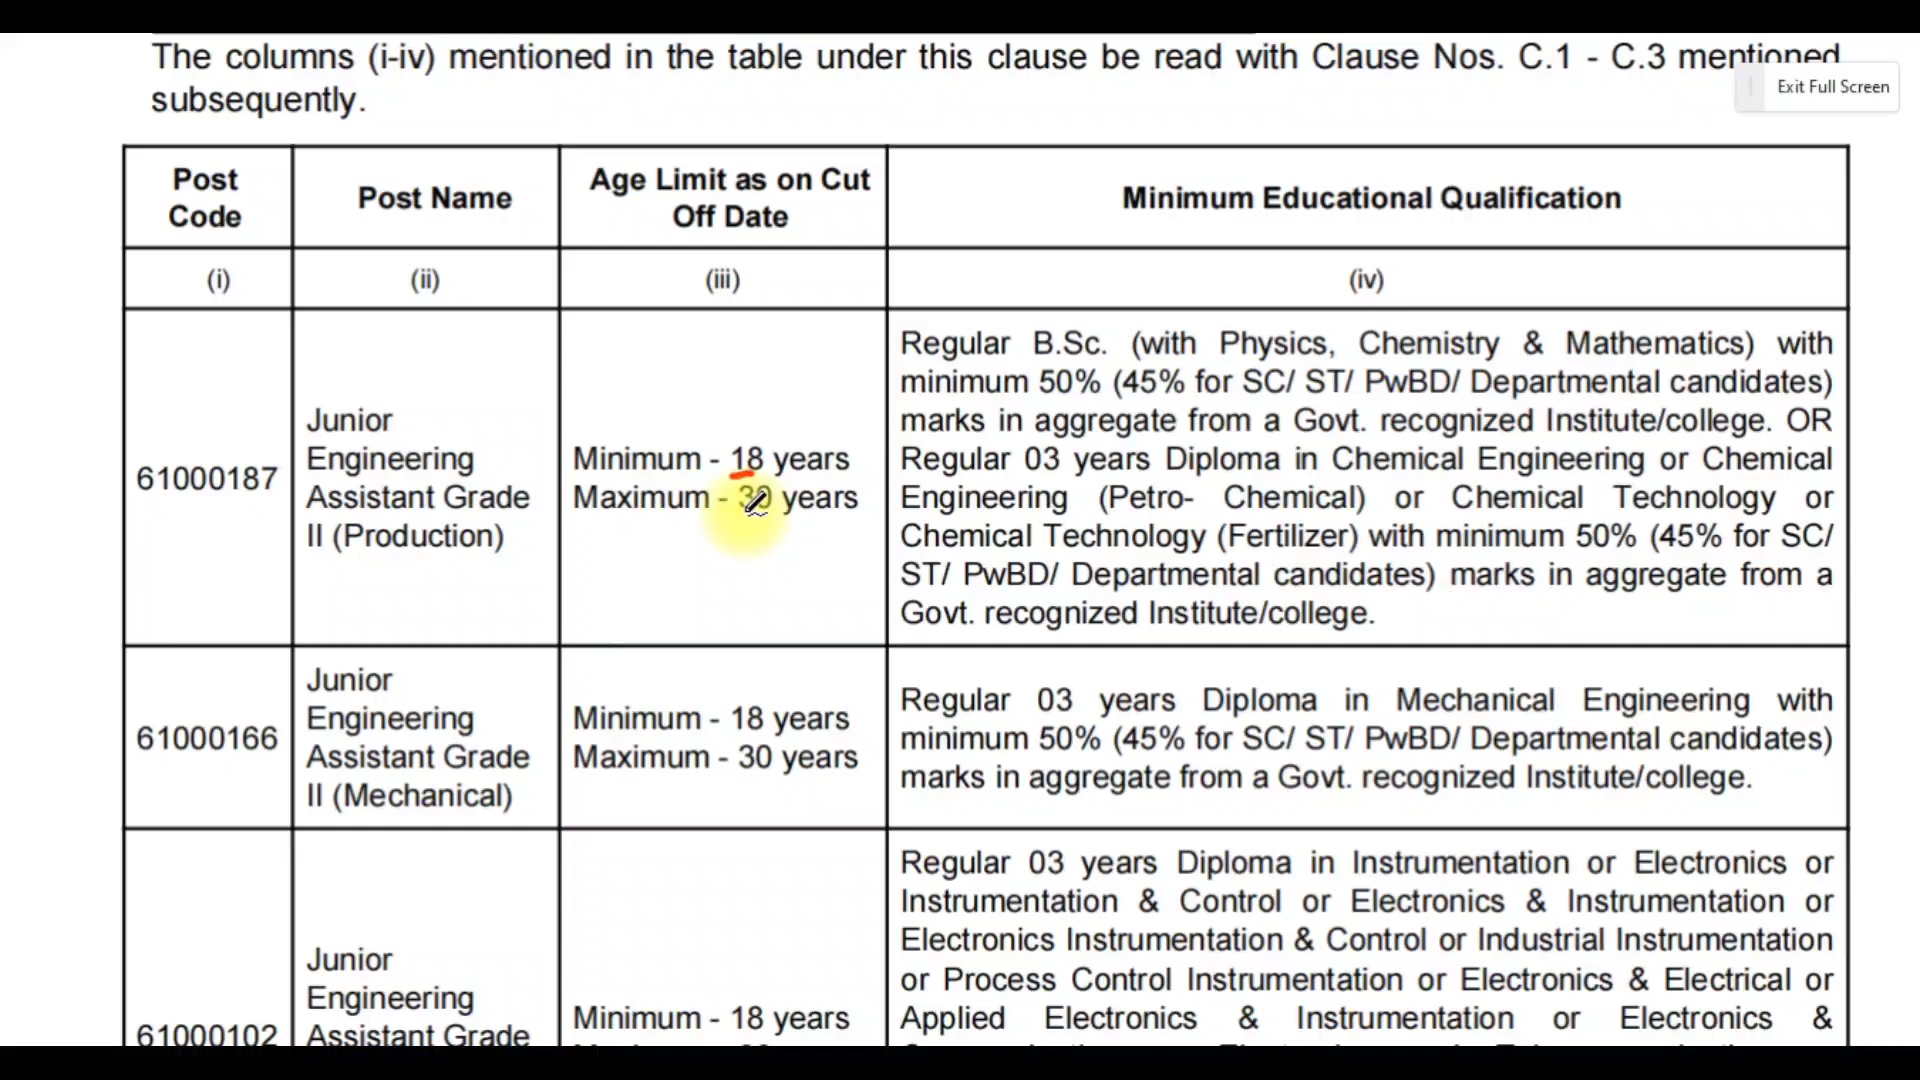 The columns (i-iv) mentioned in the table under this clause be read with Clause Nos. C.1 - C.3 mentioned
subsequently.
Exit Full Screen
Post
Code
Post Name
Age Limit as on Cut
Off Date
Minimum Educational Qualification
(i)
(ii)
(iii)
(iv)
61000187
Junior
Engineering
Assistant Grade
II (Production)
Minimum - 18 years
Maximum - 30 years
Regular B.Sc. (with Physics, Chemistry & Mathematics) with
minimum 50% (45% for SC/ ST/ PwBD/ Departmental candidates)
marks in aggregate from a Govt. recognized Institute/college. OR
Regular 03 years Diploma in Chemical Engineering or Chemical
Engineering (Petro- Chemical) or Chemical Technology or
Chemical Technology (Fertilizer) with minimum 50% (45% for SC/
ST/ PwBD/ Departmental candidates) marks in aggregate from a
Govt. recognized Institute/college.
61000166
Junior
Engineering
Assistant Grade
II (Mechanical)
Minimum - 18 years
Maximum - 30 years
Regular 03 years Diploma in Mechanical Engineering with
minimum 50% (45% for SC/ ST/ PwBD/ Departmental candidates)
marks in aggregate from a Govt. recognized Institute/college.
61000102
Junior
Engineering
Assistant Grade
Minimum - 18 years
Regular 03 years Diploma in Instrumentation or Electronics or
Instrumentation & Control or Electronics & Instrumentation or
Electronics Instrumentation & Control or Industrial Instrumentation
or Process Control Instrumentation or Electronics & Electrical or
Applied Electronics & Instrumentation or Electronics &